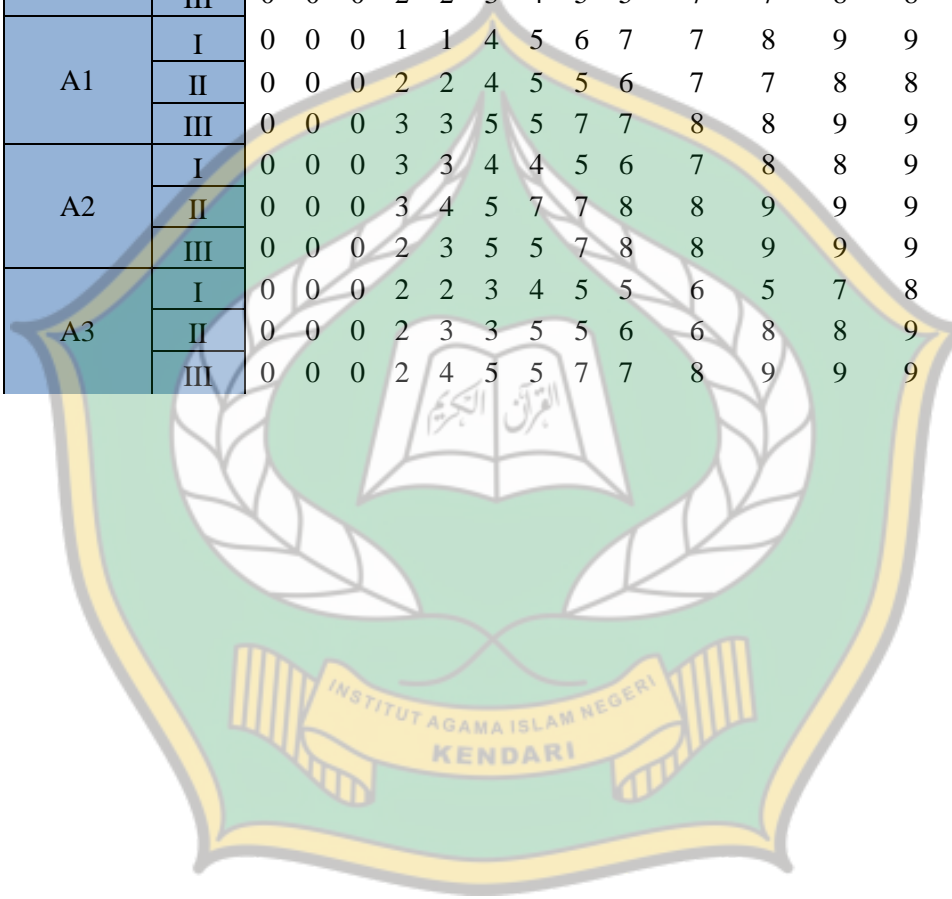 III 0 0 0 2 2 3 4 5 5 7 7 8 8
A1 I 0 0 0 1 1 4 5 6 7 7 8 9 9
II 0 0 0 2 2 4 5 5 6 7 7 8 8
III 0 0 0 3 3 5 5 7 7 8 8 9 9
I 0 0 0 3 3 4 4 5 6 7 8 8 9
A2 II 0 0 0 3 4 5 7 7 8 8 9 9 9
III 0 0 0 2 3 5 5 7 8 8 9 9 9
I 0 0 0 2 2 3 4 5 5 6 5 7 8
A3 II 0 0 0 2 3 3 5 5 6 6 8 8 9
III 0 0 0 2 4 5 5 7 7 8 9 9 9
القرآن الكريم
INSTITUT AGAMA ISLAM NEGERI
KENDARI